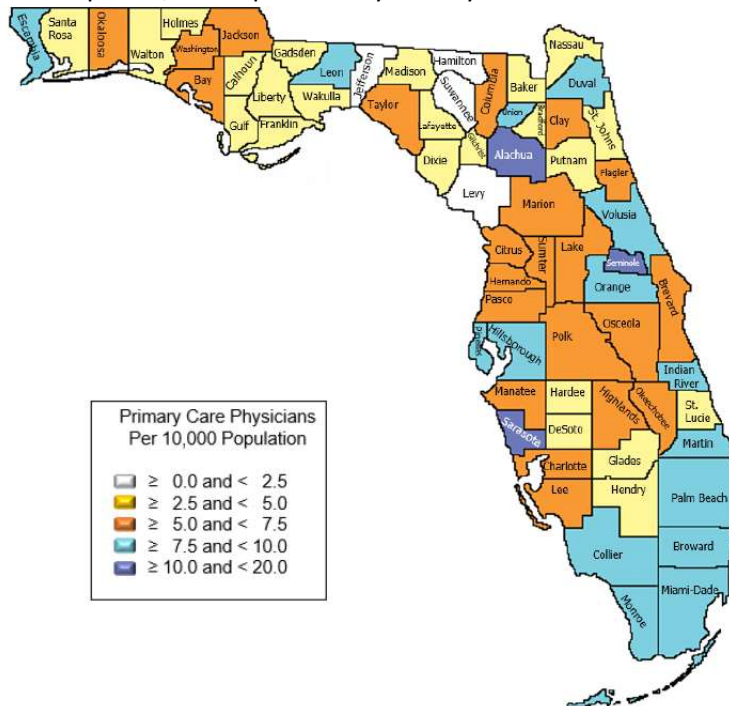 Escambia
Santa
Rosa
Okaloosa
Walton
Holmes
Washington
Bay
Jackson
Calhoun
Gulf
Gadsden
Liberty
Franklin
Leon
Wakulla
Jefferson
Madison
Taylor
Hamilton
Suwannee
Lafayette
Dixie
Columbia
Gilchrist
Levy
Baker
Union
Bradford
Alachua
Nassau
Duval
Clay
St. Johns
Putnam
Flagler
Marion
Volusia
Citrus
Sumter
Lake
Seminole
Orange
Hernando
Pasco
Brevard
Pinellas
Hillsborough
Polk
Osceola
Indian
River
Manatee
Hardee
Highlands
Okeechobee
St.
Lucie
Sarasota
DeSoto
Martin
Charlotte
Glades
Lee
Hendry
Palm Beach
Collier
Broward
Monroe
Miami-Dade
Primary Care Physicians
Per 10,000 Population
≥ 0.0 and < 2.5
≥ 2.5 and < 5.0
≥ 5.0 and < 7.5
≥ 7.5 and < 10.0
≥ 10.0 and < 20.0